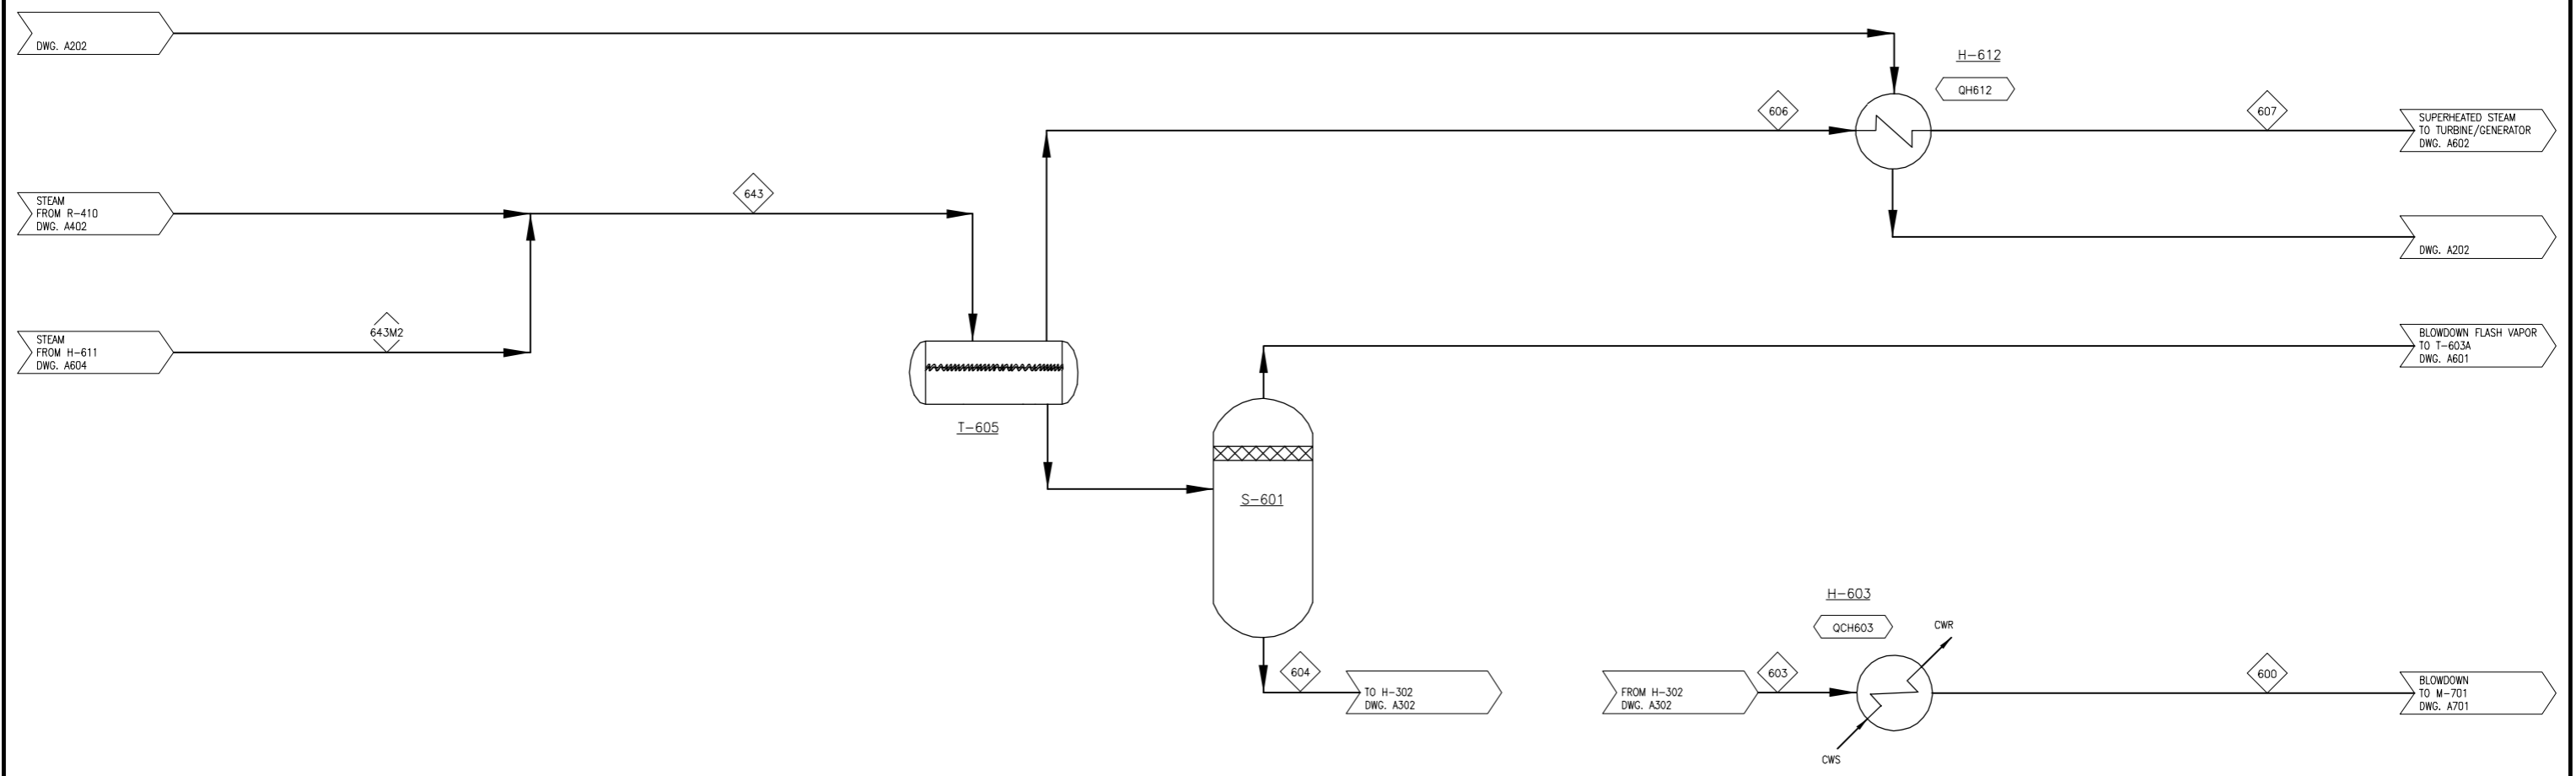 DWG. A202
H-612
QH612
606
607
SUPERHEATED STEAM
TO TURBINE/GENERATOR
DWG. A602
STEAM
FROM R-410
DWG. A402
643
DWG. A202
STEAM
FROM H-611
DWG. A604
643M2
BLOWDOWN FLASH VAPOR
TO T-603A
DWG. A601
T-605
S-601
H-603
QCH603
CWR
604
TO H-302
DWG. A302
FROM H-302
DWG. A302
603
600
BLOWDOWN
TO M-701
DWG. A701
CWS